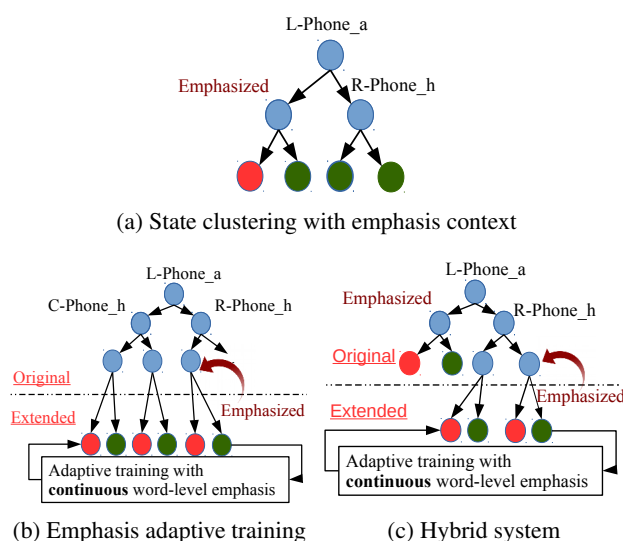 L-Phone_a
Emphasized
R-Phone_h
(a) State clustering with emphasis context
L-Phone_a
C-Phone_h
R-Phone_h
Original
Extended
Emphasized
Adaptive training with
continuous word-level emphasis
(b) Emphasis adaptive training
L-Phone_a
Emphasized
R-Phone_h
Original
Extended
Emphasized
Adaptive training with
continuous word-level emphasis
(c) Hybrid system